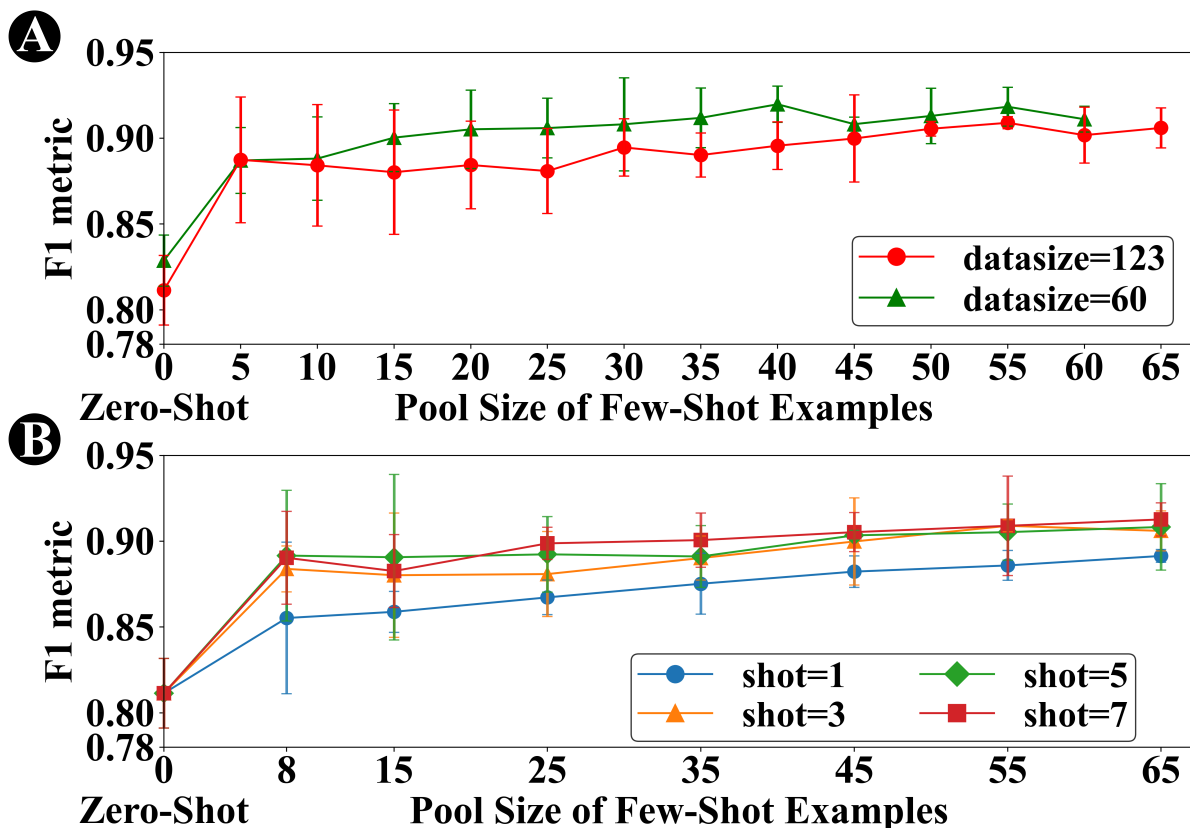 A
0.95
0.90
0.85
0.80
0.78
F1 metric
datasize=123
datasize=60
0 5 10 15 20 25 30 35 40 45 50 55 60 65
Zero-Shot Pool Size of Few-Shot Examples
B
0.95
0.90
0.85
0.80
0.78
F1 metric
shot=1 shot=5
shot=3 shot=7
0 8 15 25 35 45 55 65
Zero-Shot Pool Size of Few-Shot Examples